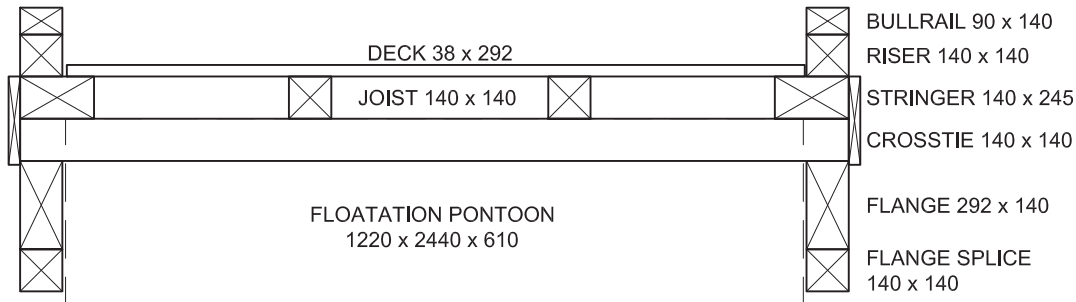 BULLRAIL 90 x 140
DECK 38 x 292
RISER 140 x 140
JOIST 140 x 140
STRINGER 140 x 245
CROSSTIE 140 x 140
FLOATATION PONTOON
1220 x 2440 x 610
FLANGE 292 x 140
FLANGE SPLICE
140 x 140